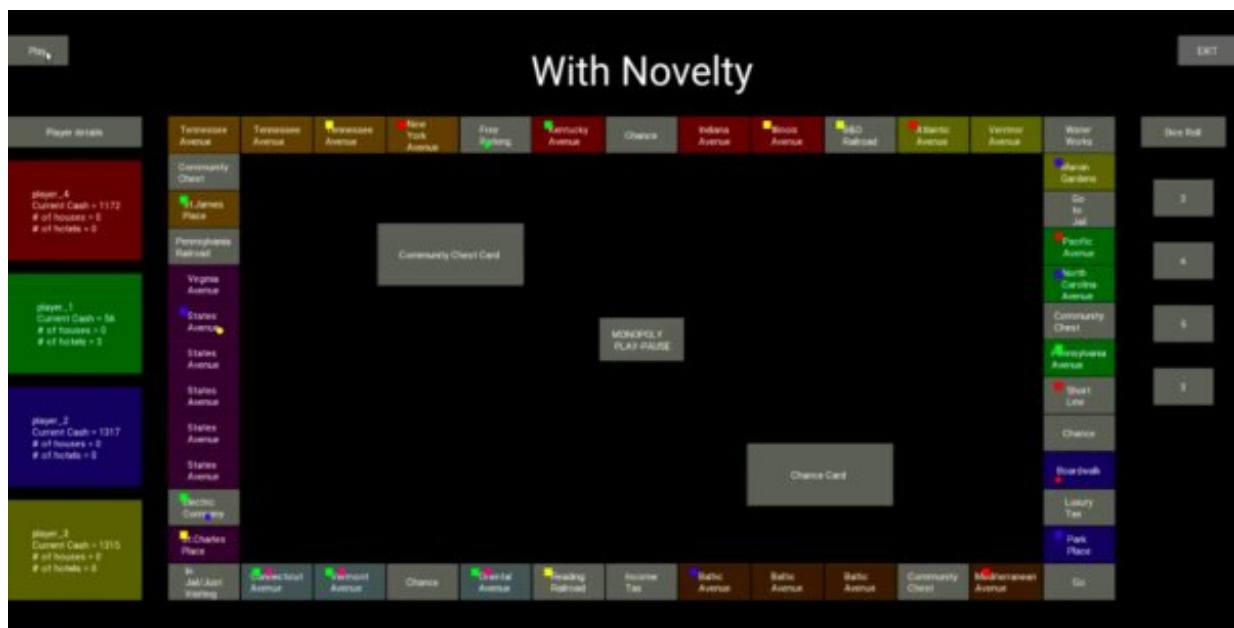 Play
EXIT
With Novelty
Player details
Dice Roll
Tennessee
Avenue
Tennessee
Avenue
Tennessee
Avenue
New
York
Avenue
Free
Parking
Kentucky
Avenue
Chance
Indiana
Avenue
Illinois
Avenue
B&O
Railroad
Atlantic
Avenue
Ventnor
Avenue
Water
Works
player_4
Current Cash = 1172
# of houses = 0
# of hotels = 0
player_1
Current Cash = 56
# of houses = 0
# of hotels = 0
player_2
Current Cash = 1317
# of houses = 0
# of hotels = 0
player_3
Current Cash = 1315
# of houses = 0
# of hotels = 0
Community
Chest
St.James
Place
Pennsylvania
Railroad
Virginia
Avenue
States
Avenue
States
Avenue
States
Avenue
States
Avenue
States
Avenue
Electric
Company
St.Charles
Place
Community Chest Card
MONOPOLY
PLAY-PAUSE
Chance Card
Marvin
Gardens
Go
to
Jail
Pacific
Avenue
North
Carolina
Avenue
Community
Chest
Pennsylvania
Avenue
Short
Line
Chance
Boardwalk
Luxury
Tax
Park
Place
5
In
Jail/Just
Visiting
Connecticut
Avenue
Vermont
Avenue
Chance
Oriental
Avenue
Reading
Railroad
Income
Tax
Baltic
Avenue
Baltic
Avenue
Baltic
Avenue
Community
Chest
Mediterranean
Avenue
Go